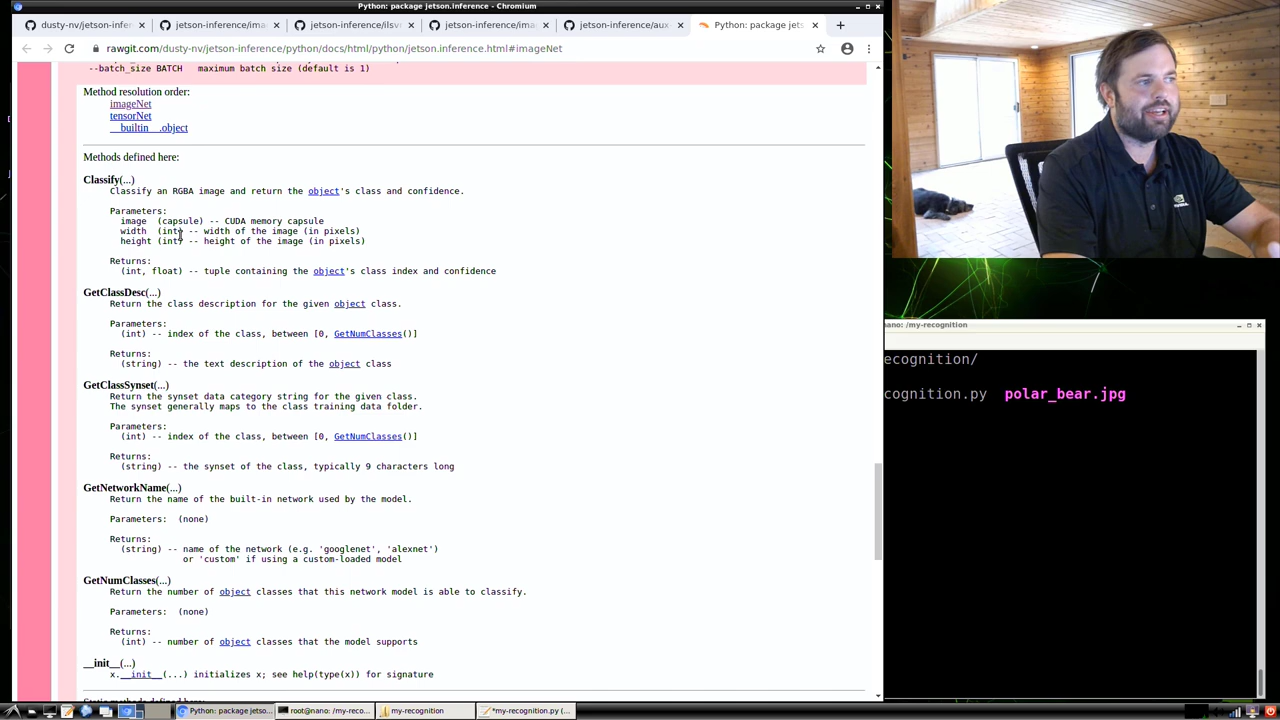 Python: package jetson.inference - Chromium
dusty-nv/jetson-infer
jetson-inference/ima
jetson-inference/ilsv
jetson-inference/ima
jetson-inference/aux
Python: package jets
rawgit.com/dusty-nv/jetson-inference/python/docs/html/python/jetson.inference.html#imageNet
--batch_size BATCH maximum batch size (default is 1)
Method resolution order:
imageNet
tensorNet
__builtin__.object
Methods defined here:
Classify(...)
Classify an RGBA image and return the object's class and confidence.
Parameters:
image (capsule) -- CUDA memory capsule
width (int) -- width of the image (in pixels)
height (int) -- height of the image (in pixels)
Returns:
(int, float) -- tuple containing the object's class index and confidence
GetClassDesc(...)
Return the class description for the given object class.
Parameters:
(int) -- index of the class, between [0, GetNumClasses()]
Returns:
(string) -- the text description of the object class
GetClassSynset(...)
Return the synset data category string for the given class.
The synset generally maps to the class training data folder.
Parameters:
(int) -- index of the class, between [0, GetNumClasses()]
Returns:
(string) -- the synset of the class, typically 9 characters long
GetNetworkName(...)
Return the name of the built-in network used by the model.
Parameters: (none)
Returns:
(string) -- name of the network (e.g. 'googlenet', 'alexnet')
or 'custom' if using a custom-loaded model
GetNumClasses(...)
Return the number of object classes that this network model is able to classify.
Parameters: (none)
Returns:
(int) -- number of object classes that the model supports
__init__(...)
x.__init__(...) initializes x; see help(type(x)) for signature
nano: /my-recognition
ecognition/
cognition.py polar_bear.jpg
Python: package jetso...
root@nano: /my-reco...
my-recognition
*my-recognition.py (...